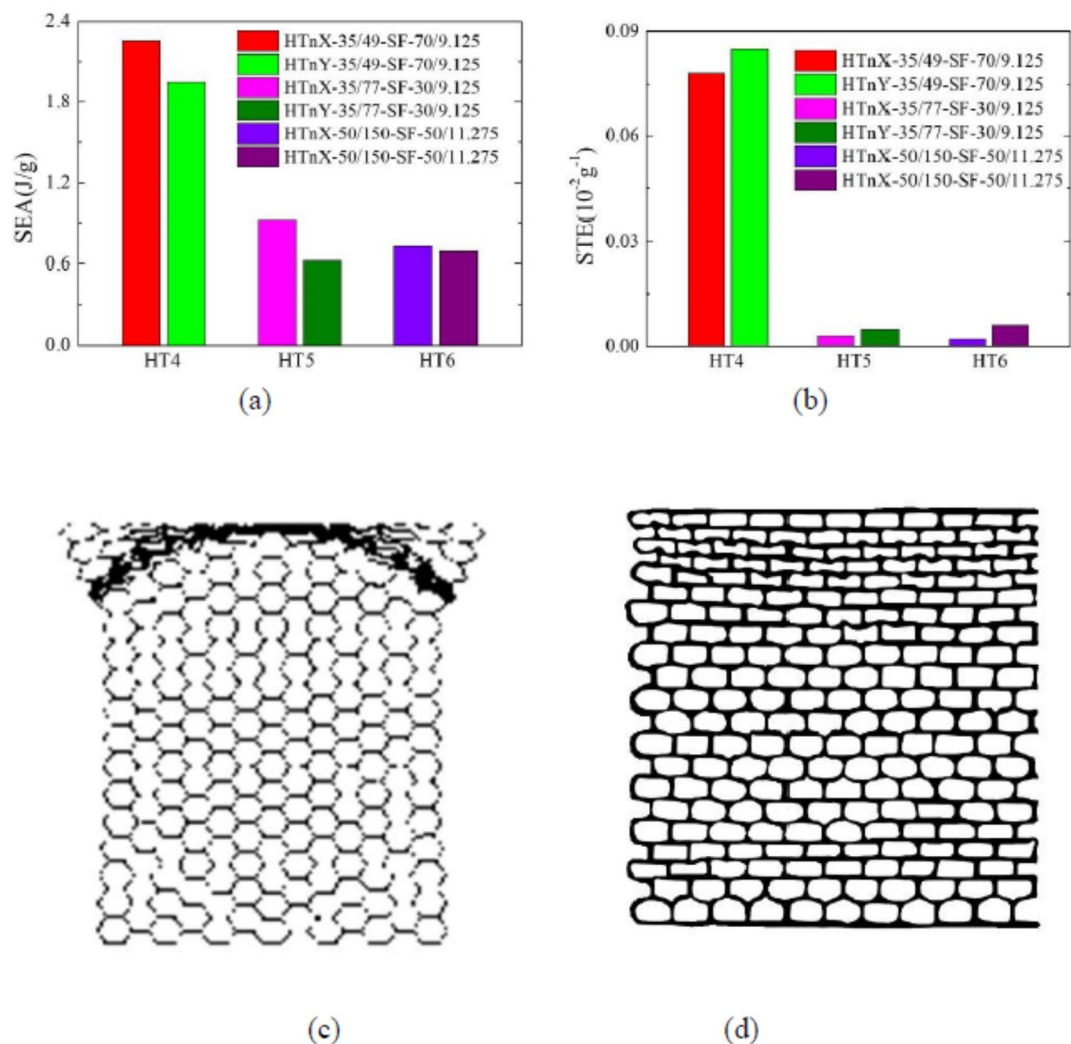 2.4
1.8
1.2
0.6
0.0
SEA(J/g)
HTnX-35/49-SF-70/9.125
HTnY-35/49-SF-70/9.125
HTnX-35/77-SF-30/9.125
HTnY-35/77-SF-30/9.125
HTnX-50/150-SF-50/11.275
HTnX-50/150-SF-50/11.275
HT4 HT5 HT6
(a)
0.09
0.06
0.03
0.00
STE(10⁻²g⁻¹)
HTnX-35/49-SF-70/9.125
HTnY-35/49-SF-70/9.125
HTnX-35/77-SF-30/9.125
HTnY-35/77-SF-30/9.125
HTnX-50/150-SF-50/11.275
HTnX-50/150-SF-50/11.275
HT4 HT5 HT6
(b)
(c)
(d)